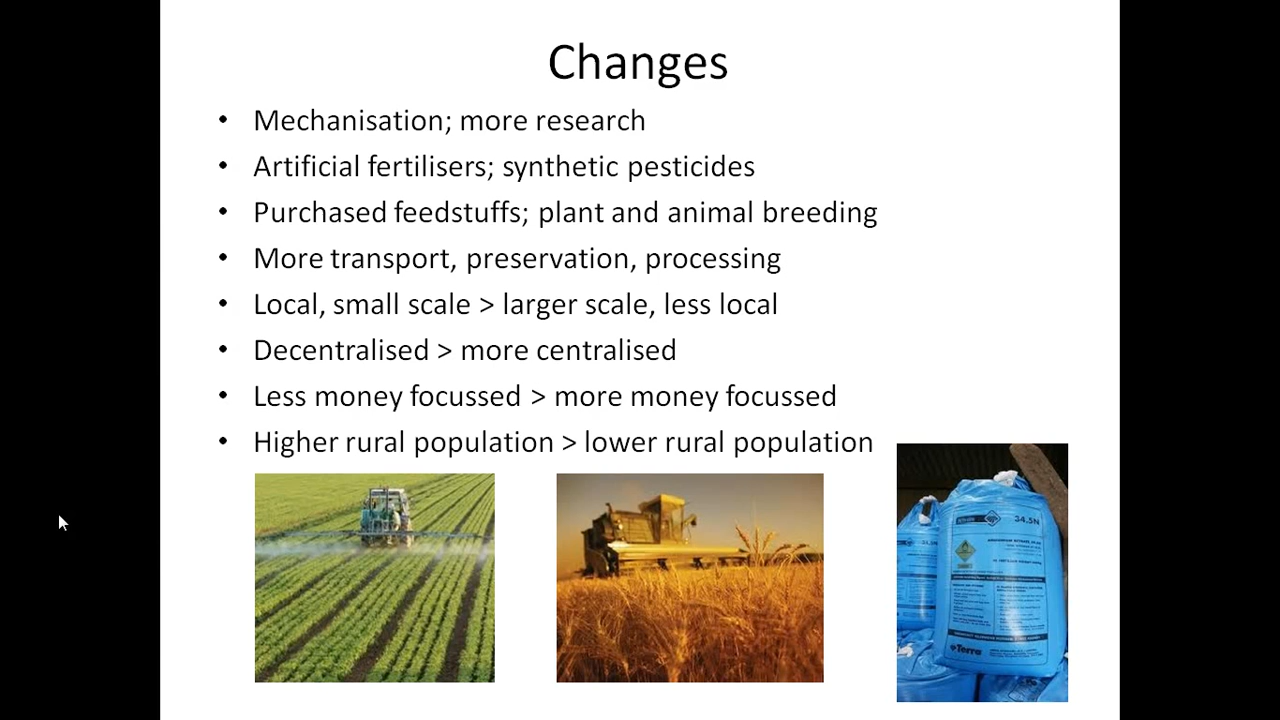 Changes
• Mechanisation; more research
• Artificial fertilisers; synthetic pesticides
• Purchased feedstuffs; plant and animal breeding
• More transport, preservation, processing
• Local, small scale > larger scale, less local
• Decentralised > more centralised
• Less money focussed > more money focussed
• Higher rural population > lower rural population
34.5N
Terra